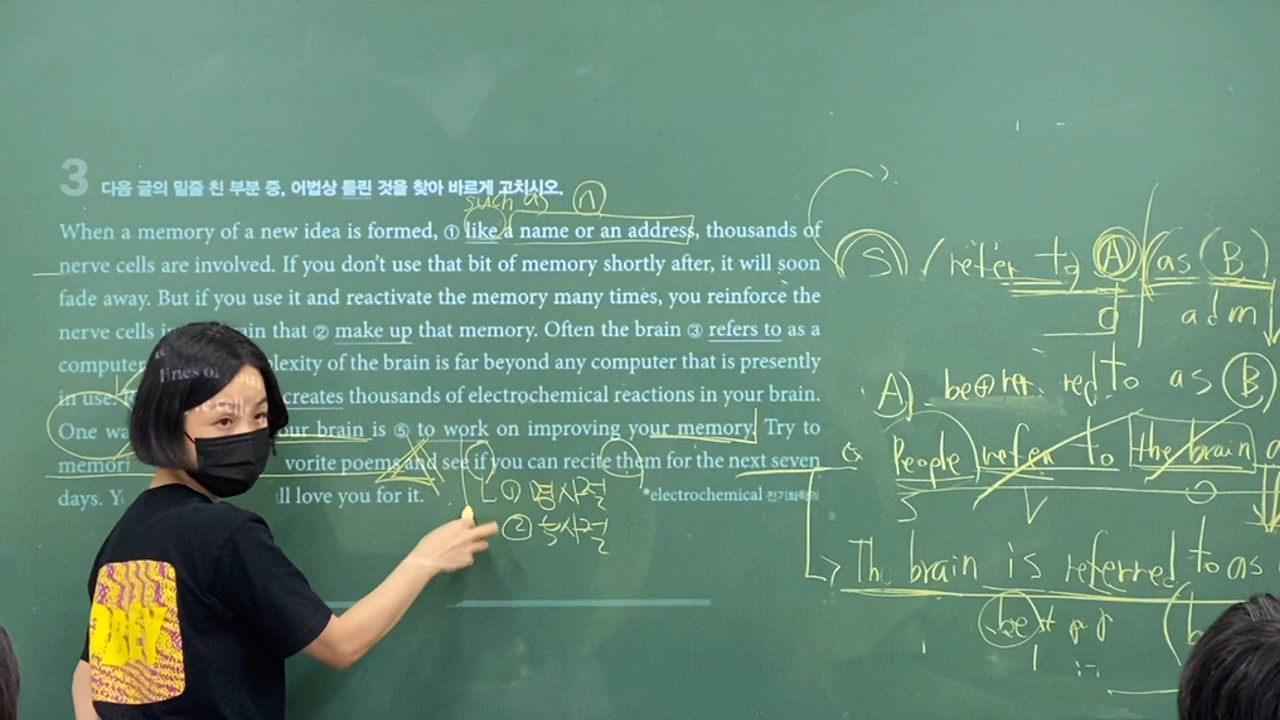 3 다음 글의 밑줄 친 부분 중, 어법상 틀린 것을 찾아 바르게 고치시오.
such as n
When a memory of a new idea is formed, ① like a name or an address, thousands of
nerve cells are involved. If you don't use that bit of memory shortly after, it will soon
fade away. But if you use it and reactivate the memory many times, you reinforce the
nerve cells in ain that ② make up that memory. Often the brain ③ refers to as a
computer plexity of the brain is far beyond any computer that is presently
in use. creates thousands of electrochemical reactions in your brain.
One wa our brain is ⑤ to work on improving your memory. Try to
memori vorite poems and see if you can recite them for the next seven
days. Y ll love you for it.
*electrochemical 전기화학의
① 명사절
② 부사절
S / refer to A / as B
O
A be red to as B
People refer to the brain a
S V O
The brain is referred to as
be
OBEY